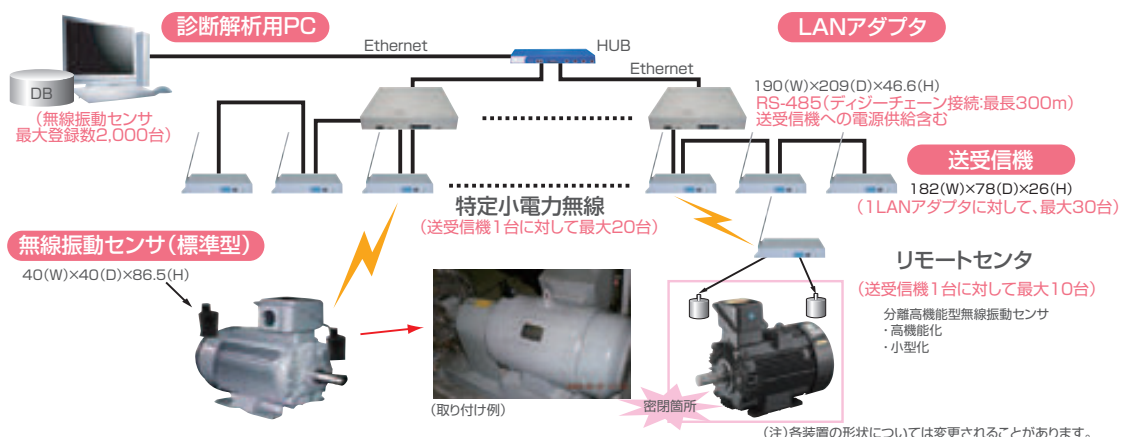 診断解析用PC
Ethernet
HUB
Ethernet
LANアダプタ
DB
190(W)×209(D)×46.6(H)
RS-485(ディジーチェーン接続:最長300m)
送受信機への電源供給含む
(無線振動センサ
最大登録数2,000台)
送受信機
182(W)×78(D)×26(H)
(1LANアダプタに対して、最大30台)
特定小電力無線
(送受信機1台に対して最大20台)
無線振動センサ(標準型)
40(W)×40(D)×86.5(H)
リモートセンタ
(送受信機1台に対して最大10台)
分離高機能型無線振動センサ
・高機能化
・小型化
(取り付け例)
密閉箇所
(注)各装置の形状については変更されることがあります。